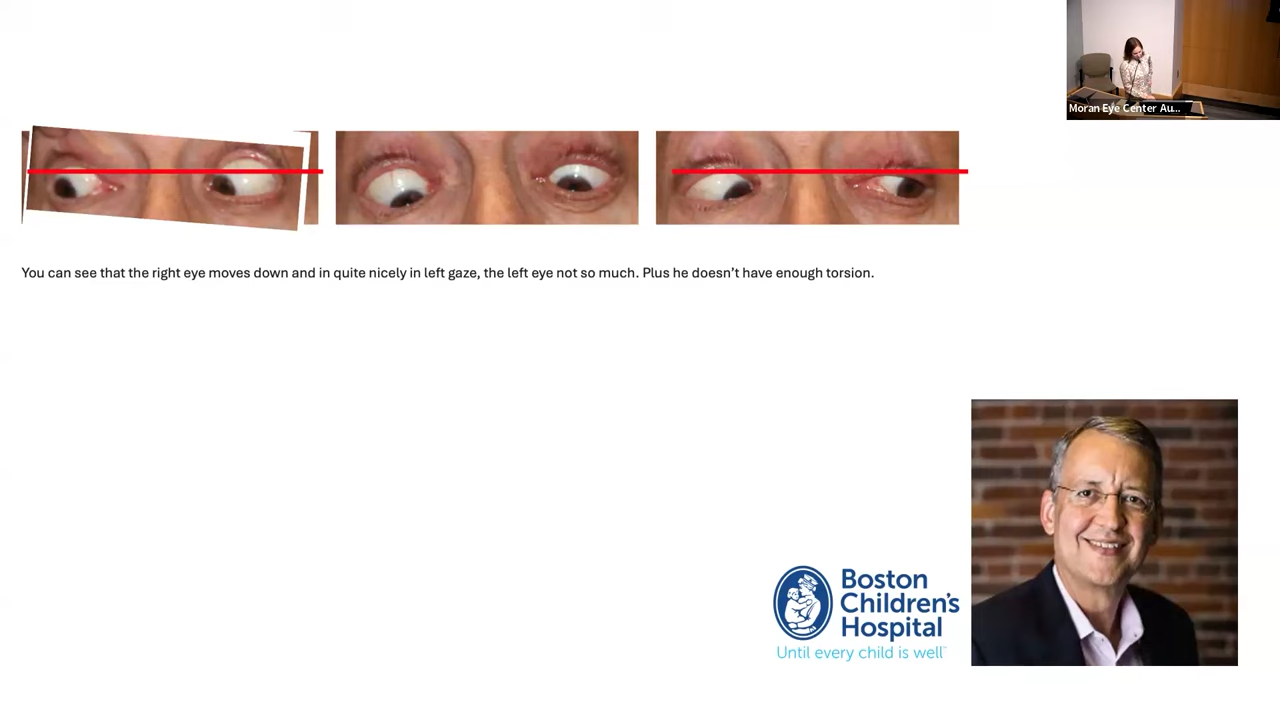 Moran Eye Center Au...
You can see that the right eye moves down and in quite nicely in left gaze, the left eye not so much. Plus he doesn’t have enough torsion.
Boston
Children’s
Hospital
Until every child is well™